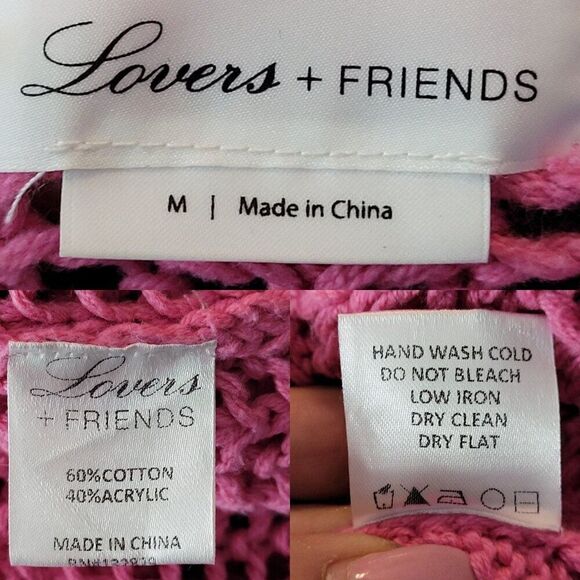 Lovers + FRIENDS
M | Made in China
Lovers
+ FRIENDS
60%COTTON
40%ACRYLIC
MADE IN CHINA
HAND WASH COLD
DO NOT BLEACH
LOW IRON
DRY CLEAN
DRY FLAT